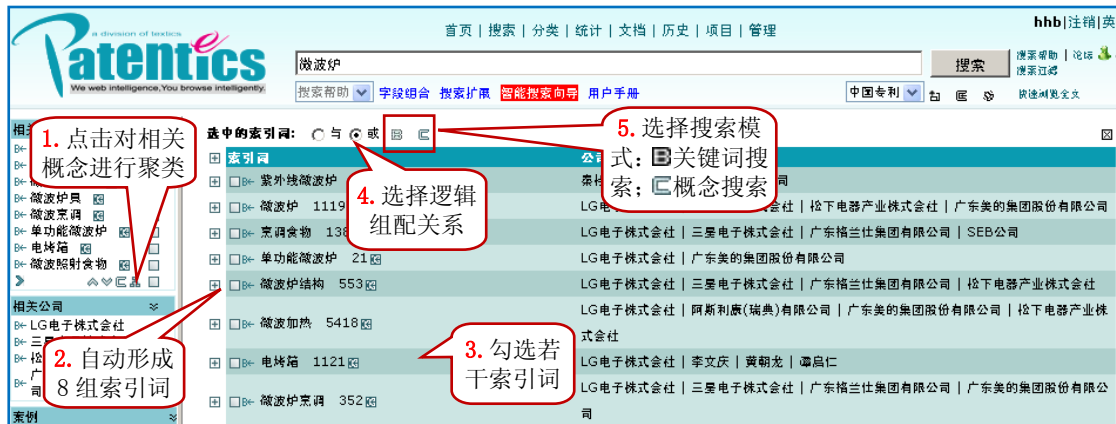 a division of textics
Patentics
We web intelligence,You browse intelligently.
首页 | 搜索 | 分类 | 统计 | 文档 | 历史 | 项目 | 管理
hhb|注销|英
微波炉
搜索
搜索帮助 | 论坛
搜索订阅
搜索帮助
字段组合 搜索扩展 智能搜索向导 用户手册
中国专利
快速浏览全文
1. 点击对相关
概念进行聚类
微波炉具
微波烹调
单功能微波炉
电烤箱
微波照射食物
相关公司
LG电子株式会社
司
案例
2. 自动形成
8 组索引词
选中的索引词: 与 或 B C
索引词
紫外线微波炉
司
微波炉 1119
LG电子株式会社 | 松下电器产业株式会社 | 广东美的集团股份有限公司
烹调食物 138
LG电子株式会社 | 三星电子株式会社 | 广东格兰仕集团有限公司 | SEB公司
单功能微波炉 21
LG电子株式会社 | 广东美的集团股份有限公司
微波炉结构 553
LG电子株式会社 | 三星电子株式会社 | 广东格兰仕集团有限公司 | 松下电器产业株式会社
微波加热 5418
LG电子株式会社 | 阿斯利康(瑞典)有限公司 | 广东美的集团股份有限公司 | 松下电器产业株
式会社
电烤箱 1121
LG电子株式会社 | 李文庆 | 黄朝龙 | 谭启仁
微波炉烹调 352
LG电子株式会社 | 三星电子株式会社 | 广东格兰仕集团有限公司 | 广东美的集团股份有限公
司
3. 勾选若
干索引词
4. 选择逻辑
组配关系
5. 选择搜索模
式: B关键词搜
索; C概念搜索